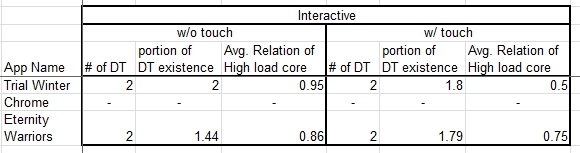 Interactive
w/o touch w/ touch
portion of Avg. Relation of portion of Avg. Relation of
App Name # of DT DT existence High load core # of DT DT existence High load core
Trial Winter 2 2 0.95 2 1.8 0.5
Chrome - - - - - -
Eternity
Warriors 2 1.44 0.86 2 1.79 0.75